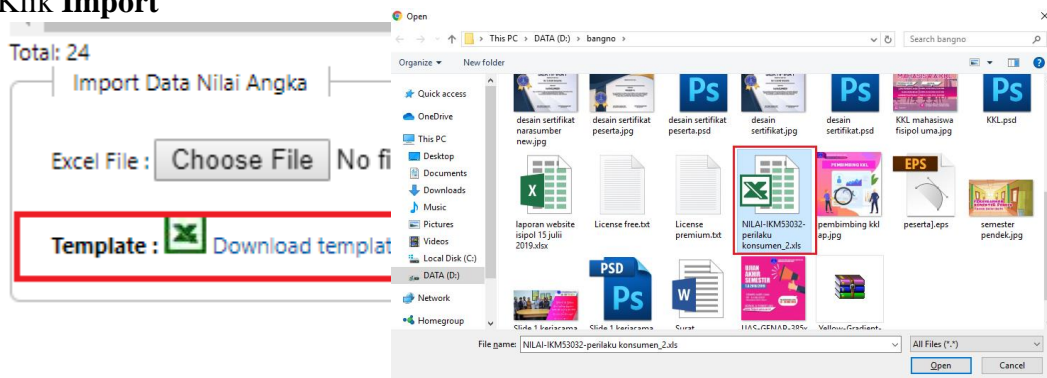 Klik Import
Total: 24
Import Data Nilai Angka
Excel File : Choose File No fi
Template : Download templat
Open
This PC > DATA (D:) > bangno >
Search bangno
Organize
New folder
Quick access
OneDrive
This PC
Desktop
Documents
Downloads
Music
Pictures
Videos
Local Disk (C:)
DATA (D:)
Network
Homegroup
desain sertifikat
narasumber
new.jpg
desain sertifikat
peserta.jpg
desain sertifikat
peserta.psd
desain
sertifikat.jpg
desain
sertifikat.psd
KKL mahasiswa
fisipol uma.jpg
KKL.psd
laporan website
isipol 15 julii
2019.xlsx
License free.txt
License
premium.txt
NILAI-IKM53032-
perilaku
konsumen_2.xls
pembimbing kkl
ap.jpg
EPS
peserta].eps
semester
pendek.jpg
PSD
Ps
Slide 1 kerjasama
Slide 1 kerjasama
Surat
UAS-GENAP-385x
Yellow-Gradient-
File name: NILAI-IKM53032-perilaku konsumen_2.xls
All Files (*.*)
Open
Cancel